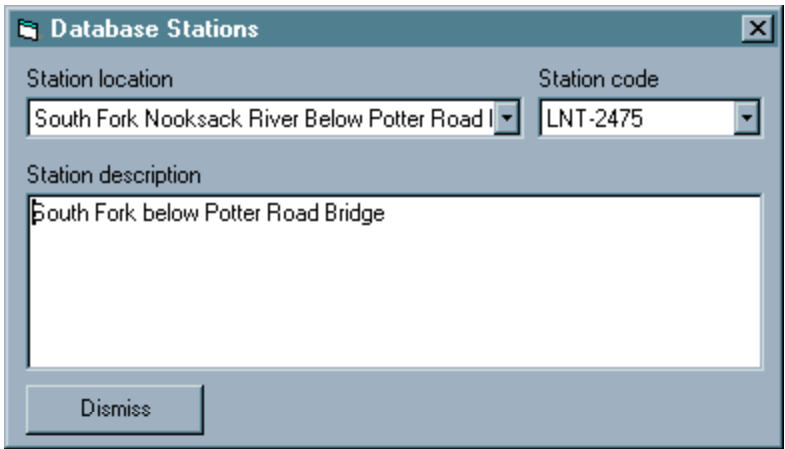 Database Stations
Station location
Station code
South Fork Nooksack River Below Potter Road
LNT-2475
Station description
South Fork below Potter Road Bridge
Dismiss